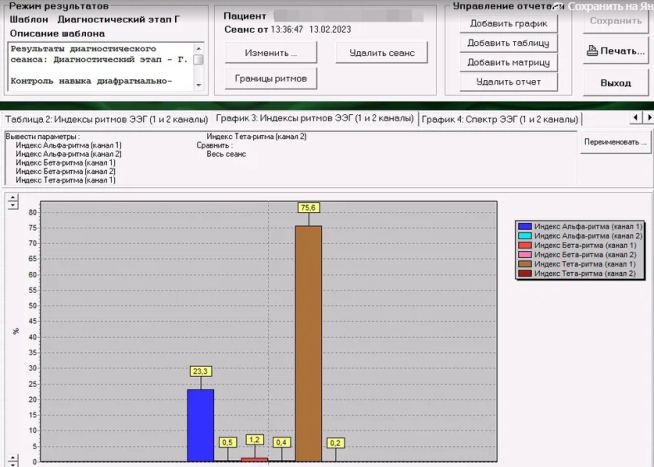 Режим результатов
Шаблон Диагностический этап Г
Описание шаблона
Результаты диагностического
сеанса: Диагностический этап - Г.
Контроль навыка диафрагмально-
Пациент
Сеанс от 13:36:47 13.02.2023
Изменить ...
Удалить сеанс
Границы ритмов
Управление отчетами
Добавить график
Добавить таблицу
Добавить матрицу
Удалить отчет
Сохранить на Ян
Сохранить
Печать...
Выход
Таблица 2: Индексы ритмов ЭЭГ (1 и 2 каналы)
График 3: Индексы ритмов ЭЭГ (1 и 2 каналы)
График 4: Спектр ЭЭГ (1 и 2 каналы)
Вывести параметры :
Индекс Альфа-ритма (канал 1)
Индекс Альфа-ритма (канал 2)
Индекс Бета-ритма (канал 1)
Индекс Бета-ритма (канал 2)
Индекс Тета-ритма (канал 1)
Индекс Тета-ритма (канал 2)
Сравнить :
Весь сеанс
Переименовать ...
80
75
70
65
60
55
50
45
40
35
30
25
20
15
10
5
0
%
23,3
0,5
1,2
0,4
75,6
0,2
Индекс Альфа-ритма (канал 1)
Индекс Альфа-ритма (канал 2)
Индекс Бета-ритма (канал 1)
Индекс Бета-ритма (канал 2)
Индекс Тета-ритма (канал 1)
Индекс Тета-ритма (канал 2)